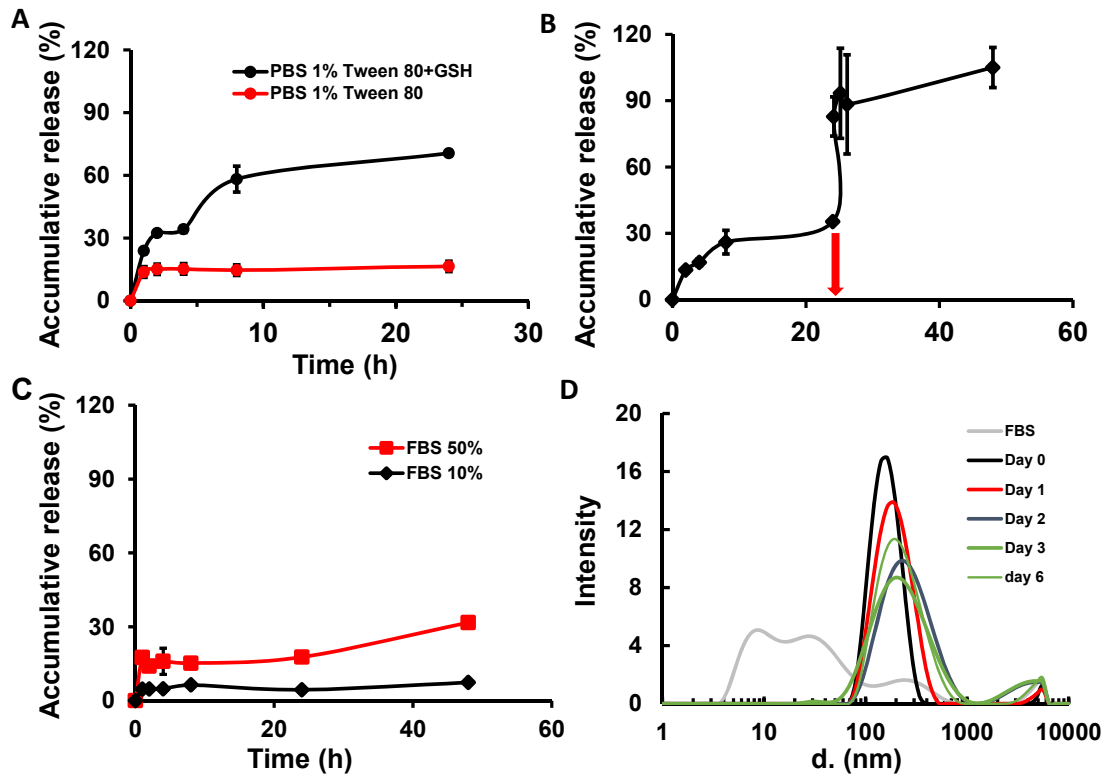 A
Accumulative release (%)
120
90
60
30
0
PBS 1% Tween 80+GSH
PBS 1% Tween 80
0
10
20
30
Time (h)
B
Accumulative release (%)
120
90
60
30
0
0
20
40
60
C
Accumulative release (%)
120
90
60
30
0
FBS 50%
FBS 10%
0
20
40
60
Time (h)
D
Intensity
20
16
12
8
4
0
FBS
Day 0
Day 1
Day 2
Day 3
day 6
1
10
100
1000
10000
d. (nm)